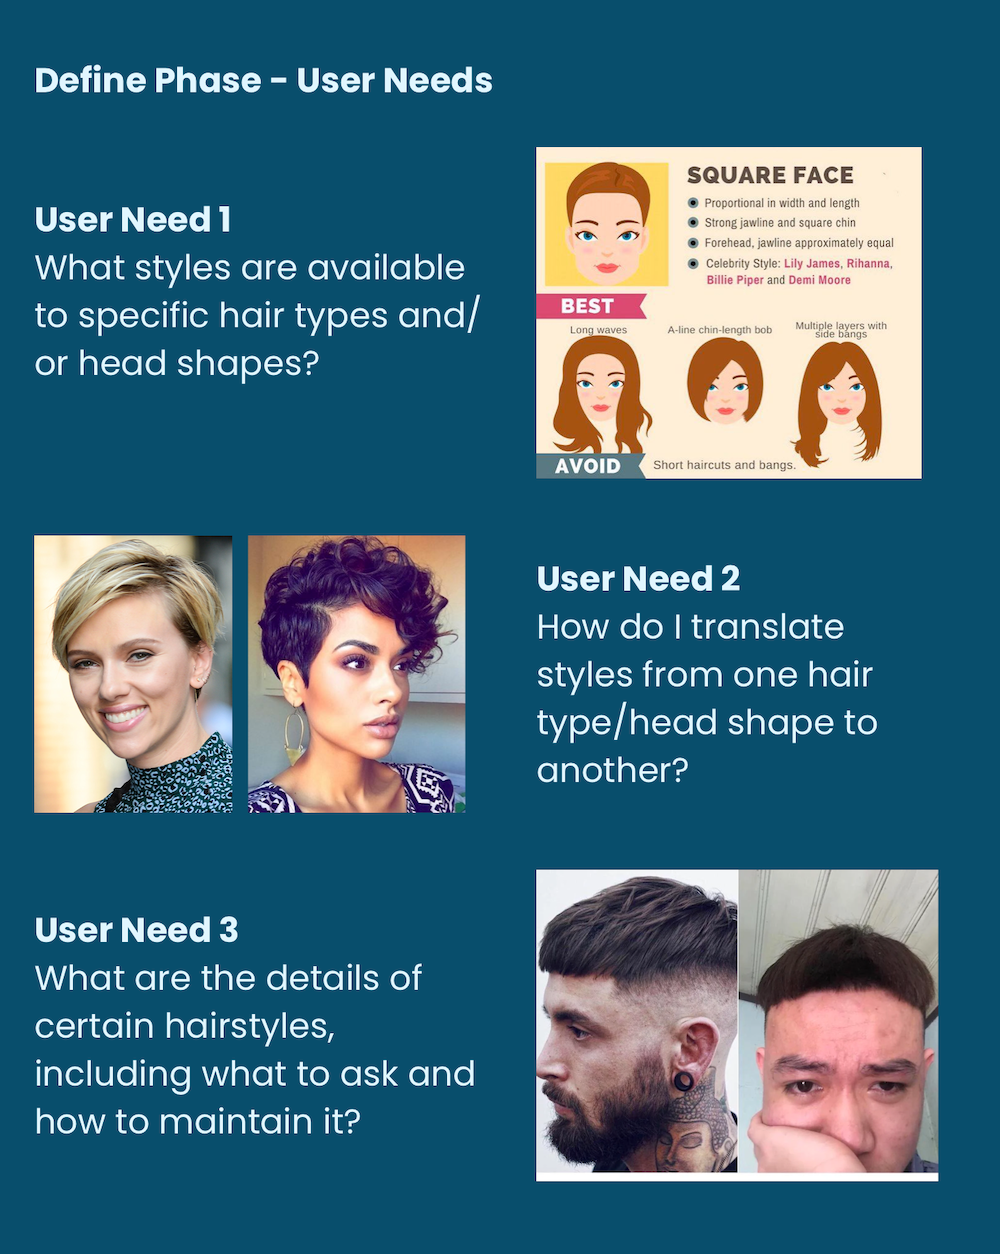 Define Phase - User Needs
User Need 1
What styles are available
to specific hair types and/
or head shapes?
SQUARE FACE
Proportional in width and length
Strong jawline and square chin
Forehead, jawline approximately equal
Celebrity Style: Lily James, Rihanna,
Billie Piper and Demi Moore
BEST
Long waves
A-line chin-length bob
Multiple layers with
side bangs
AVOID
Short haircuts and bangs.
User Need 2
How do I translate
styles from one hair
type/head shape to
another?
User Need 3
What are the details of
certain hairstyles,
including what to ask and
how to maintain it?